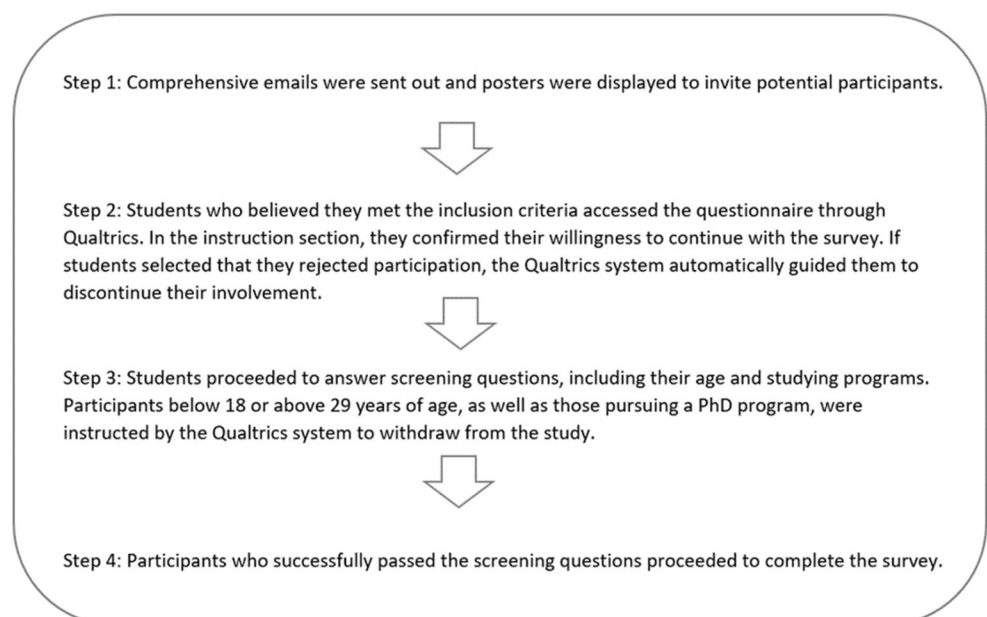 Step 1: Comprehensive emails were sent out and posters were displayed to invite potential participants.
Step 2: Students who believed they met the inclusion criteria accessed the questionnaire through
Qualtrics. In the instruction section, they confirmed their willingness to continue with the survey. If
students selected that they rejected participation, the Qualtrics system automatically guided them to
discontinue their involvement.
Step 3: Students proceeded to answer screening questions, including their age and studying programs.
Participants below 18 or above 29 years of age, as well as those pursuing a PhD program, were
instructed by the Qualtrics system to withdraw from the study.
Step 4: Participants who successfully passed the screening questions proceeded to complete the survey.